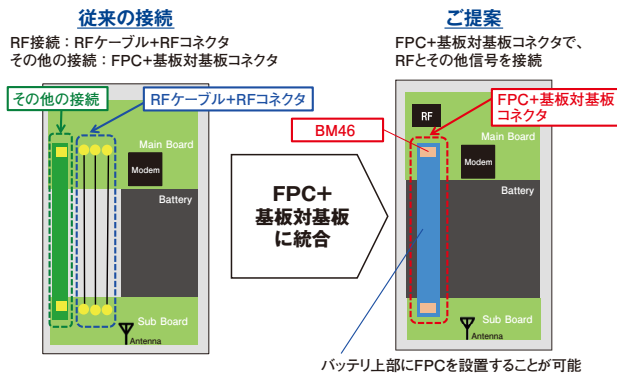 従来の接続
RF接続：RFケーブル+RFコネクタ
その他の接続：FPC+基板対基板コネクタ
その他の接続
RFケーブル+RFコネクタ
Main Board
Modem
Battery
Sub Board
Antenna
FPC+
基板対基板
に統合
ご提案
FPC+基板対基板コネクタで、
RFとその他信号を接続
RF
FPC+基板対基板
コネクタ
BM46
Main Board
Modem
Battery
Sub Board
Antenna
バッテリ上部にFPCを設置することが可能